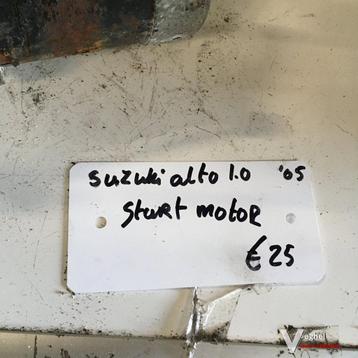 suzuki alto 1.0 '05
start motor
€ 25